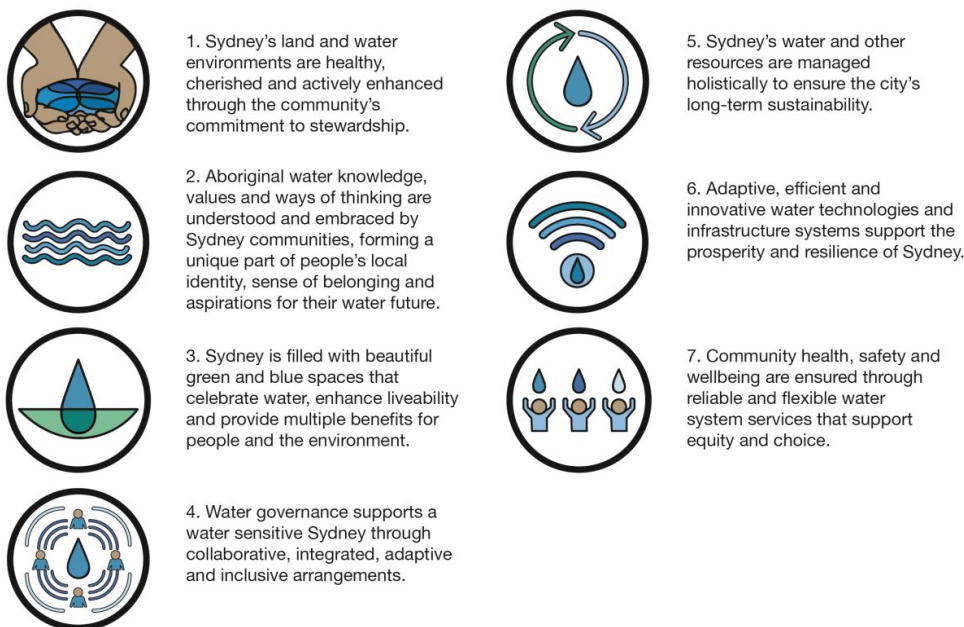 1. Sydney’s land and water
environments are healthy,
cherished and actively enhanced
through the community’s
commitment to stewardship.
2. Aboriginal water knowledge,
values and ways of thinking are
understood and embraced by
Sydney communities, forming a
unique part of people’s local
identity, sense of belonging and
aspirations for their water future.
3. Sydney is filled with beautiful
green and blue spaces that
celebrate water, enhance liveability
and provide multiple benefits for
people and the environment.
4. Water governance supports a
water sensitive Sydney through
collaborative, integrated, adaptive
and inclusive arrangements.
5. Sydney’s water and other
resources are managed
holistically to ensure the city’s
long-term sustainability.
6. Adaptive, efficient and
innovative water technologies and
infrastructure systems support the
prosperity and resilience of Sydney.
7. Community health, safety and
wellbeing are ensured through
reliable and flexible water
system services that support
equity and choice.